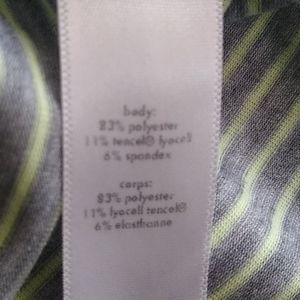 body:
83% polyester
11% tencel® lyocell
6% spandex
corps:
83% polyester
11% lyocell tencel®
6% elasthanne